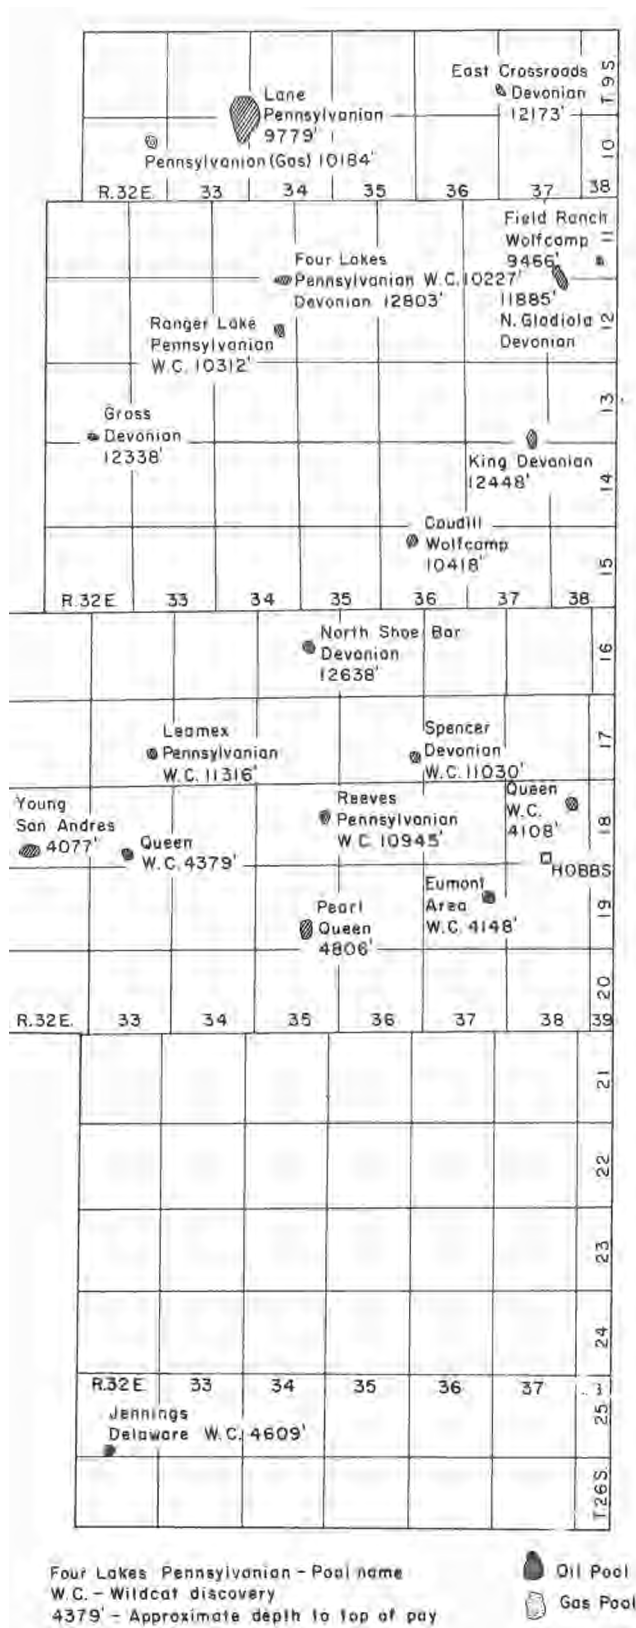 East Crossroads
Devonian
12173'
T.9S.
Lane
Pennsylvanian
9779'
Pennsylvanian (Gas) 10184'
10
R.32E. 33 34 35 36 37 38
Field Ranch
Wolfcamp
9466'
11
Four Lakes
Pennsylvanian W.C. 10227'
Devonian 12803'
11885'
N. Gladiola
Devonian
12
Ranger Lake
Pennsylvanian
W.C. 10312'
13
Gross
Devonian
12338'
King Devonian
12448'
14
Caudill
Wolfcamp
10418'
15
R.32E 33 34 35 36 37 38
North Shoe Bar
Devonian
12638'
16
Leamex
Pennsylvanian
W.C. 11316'
Spencer
Devonian
W.C. 11030'
17
Young
San Andres
4077'
Queen
W.C. 4379'
Reeves
Pennsylvanian
W.C. 10945'
Queen
W.C.
4108'
18
HOBBS
Eumont
Area
W.C. 4148'
Pearl
Queen
4806'
19
20
R.32E. 33 34 35 36 37 38 39
21
22
23
24
R.32E 33 34 35 36 37
25
Jennings
Delaware W.C. 4609'
T.26S.
Four Lakes Pennsylvanian - Pool name
W.C. - Wildcat discovery
4379' - Approximate depth to top of pay
Oil Pool
Gas Pool